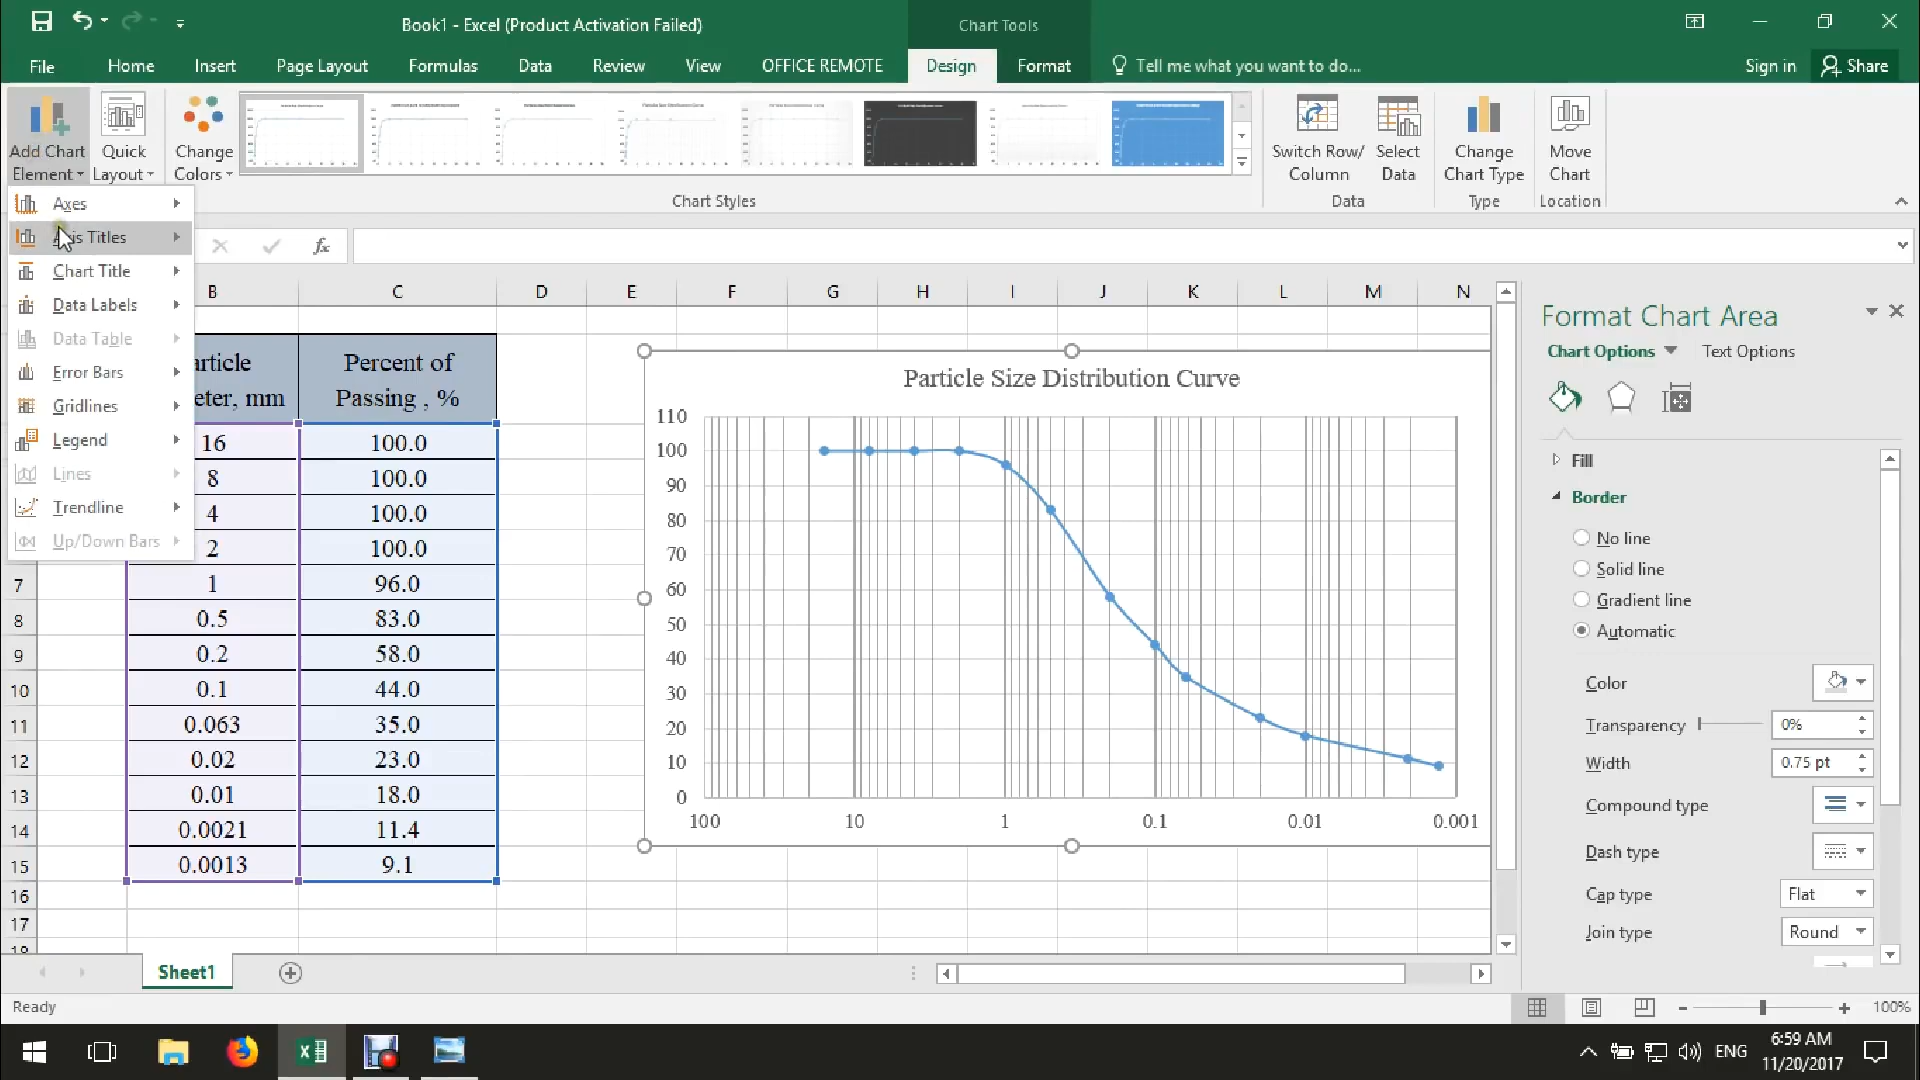 Book1 - Excel (Product Activation Failed)
Chart Tools
File Home Insert Page Layout Formulas Data Review View OFFICE REMOTE Design Format Tell me what you want to do... Sign in Share
Add Chart Element
Quick Layout
Change Colors
Chart Styles
Switch Row/ Column
Select Data
Data
Change Chart Type
Type
Move Chart
Location
Axes
is Titles
Chart Title
Data Labels
Data Table
Error Bars
Gridlines
Legend
Lines
Trendline
Up/Down Bars
fx
B C D E F G H I J K L M N
article
eter, mm
Percent of
Passing , %
16 100.0
8 100.0
4 100.0
2 100.0
7 1 96.0
8 0.5 83.0
9 0.2 58.0
10 0.1 44.0
11 0.063 35.0
12 0.02 23.0
13 0.01 18.0
14 0.0021 11.4
15 0.0013 9.1
16
17
18
Particle Size Distribution Curve
110
100
90
80
70
60
50
40
30
20
10
0
100 10 1 0.1 0.01 0.001
Format Chart Area
Chart Options Text Options
Fill
Border
No line
Solid line
Gradient line
Automatic
Color
Transparency 0%
Width 0.75 pt
Compound type
Dash type
Cap type Flat
Join type Round
Sheet1
Ready
100%
ENG
6:59 AM
11/20/2017